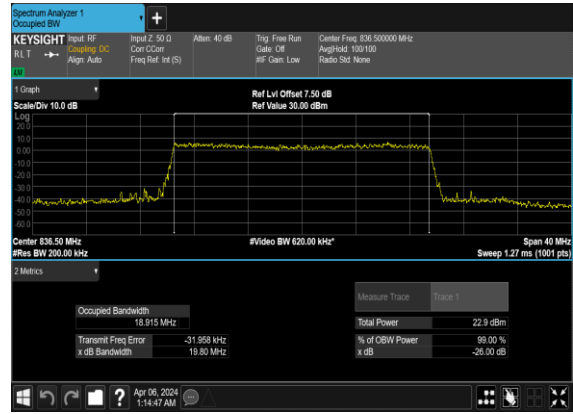 Spectrum Analyzer 1
Occupied BW
+
KEYSIGHT Input: RF Input Z: 50 Ω Atten: 40 dB Trig: Free Run Center Freq: 836.500000 MHz
RLT Coupling: DC Corr CCorr Gate: Off Avg|Hold: 100/100
Align: Auto Freq Ref: Int (S) #IF Gain: Low Radio Std: None
1 Graph
Ref Lvl Offset 7.50 dB
Scale/Div 10.0 dB Ref Value 30.00 dBm
Log
20.0
10.0
0.00
-10.0
-20.0
-30.0
-40.0
-50.0
-60.0
Center 836.50 MHz #Video BW 620.00 kHz* Span 40 MHz
#Res BW 200.00 kHz Sweep 1.27 ms (1001 pts)
2 Metrics
Measure Trace Trace 1
Occupied Bandwidth
18.915 MHz Total Power 22.9 dBm
Transmit Freq Error -31.958 kHz % of OBW Power 99.00 %
x dB Bandwidth 19.80 MHz x dB -26.00 dB
? Apr 06, 2024
1:14:47 AM